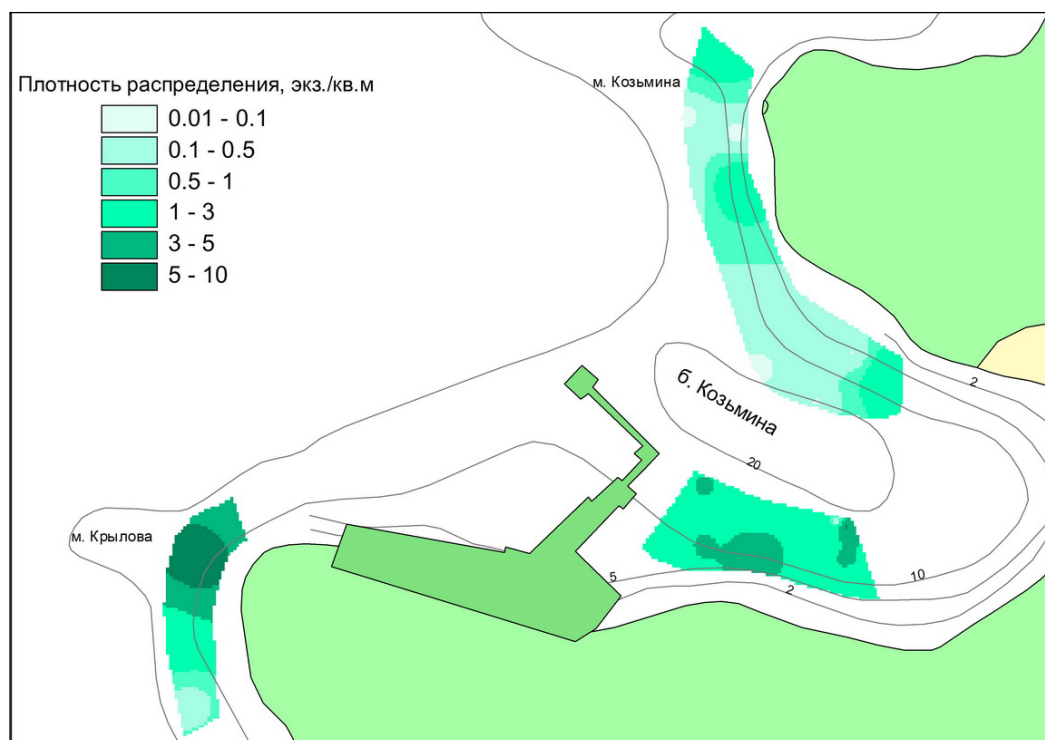 Плотность распределения, экз./кв.м
0.01 - 0.1
0.1 - 0.5
0.5 - 1
1 - 3
3 - 5
5 - 10
м. Козьмина
2
б. Козьмина
20
м. Крылова
5
2
10